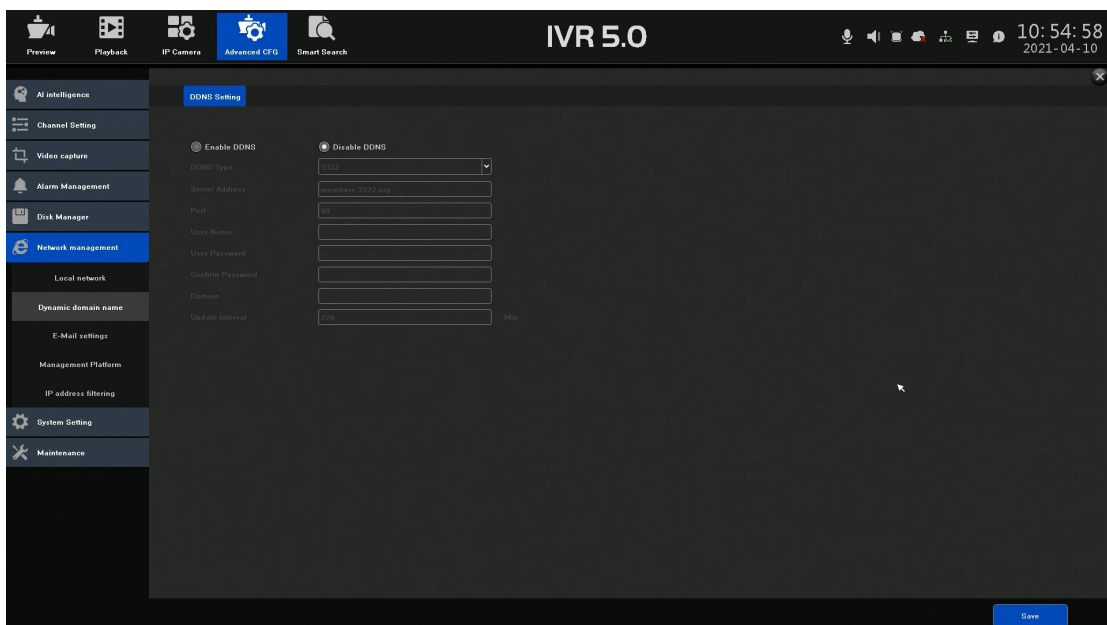 IVR 5.0
10:54:58
2021-04-10
Preview
Playback
IP Camera
Advanced CFG
Smart Search
AI intelligence
Channel Setting
Video capture
Alarm Management
Disk Manager
Network management
Local network
Dynamic domain name
E-Mail settings
Management Platform
IP address filtering
System Setting
Maintenance
DDNS Setting
Enable DDNS Disable DDNS
DDNS Type 3322
Server Address members.3322.org
Port 80
User Name
User Password
Confirm Password
Domain
Update Interval 720 Min
Save